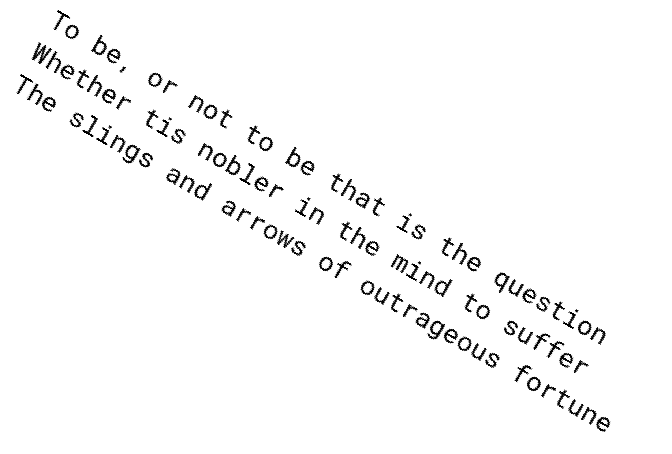 To be, or not to be that is the question
Whether tis nobler in the mind to suffer
The slings and arrows of outrageous fortune